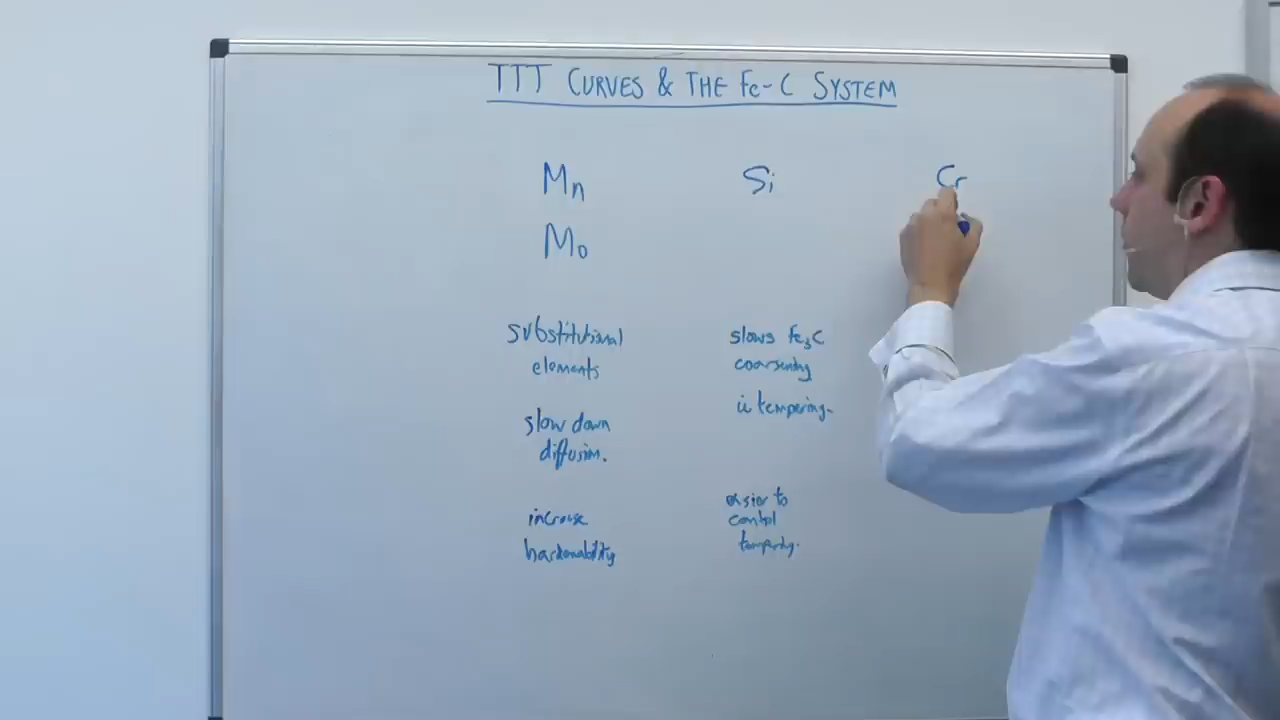 TTT CURVES & THE Fe-C SYSTEM
Mn
Mo
substitutional
elements
slow down
diffusion.
increase
hardenability
Si
slows Fe3C
coarsening
in tempering.
easier to
control
tempering.
Cr